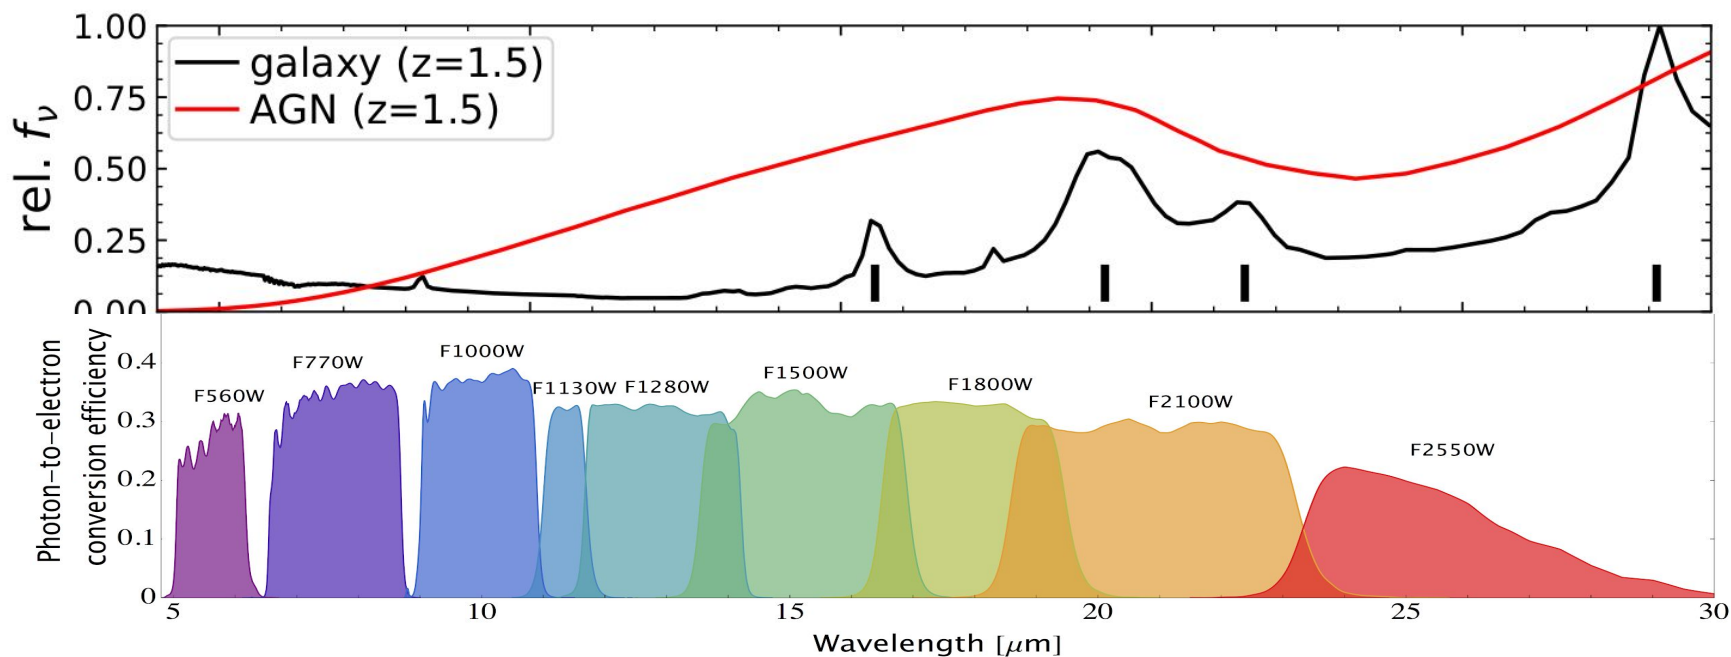 1.00
0.75
0.50
0.25
0.00
rel. fν
galaxy (z=1.5)
AGN (z=1.5)
Photon-to-electron
conversion efficiency
0.4
0.3
0.2
0.1
0
F560W
F770W
F1000W
F1130W
F1280W
F1500W
F1800W
F2100W
F2550W
5 10 15 20 25 30
Wavelength [μm]